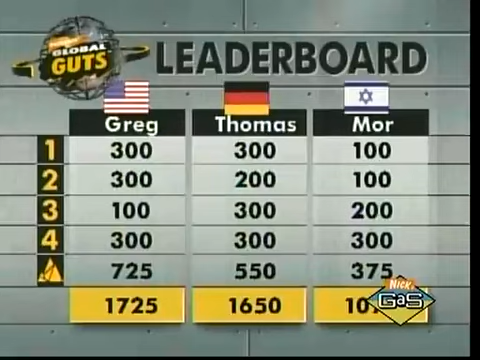 GLOBAL
GUTS
LEADERBOARD
Greg Thomas Mor
1 300 300 100
2 300 200 100
3 100 300 200
4 300 300 300
725 550 375
1725 1650
NICK
GaS